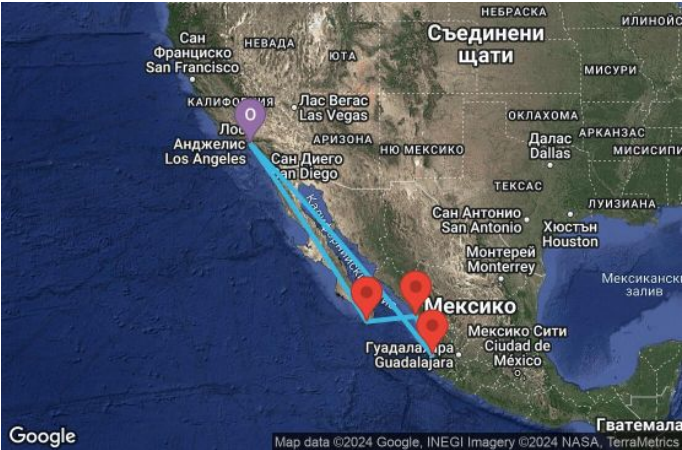 НЕБРАСКА
ИЛИНОЙС
Съединени
щати
Сан
Франциско
San Francisco
НЕВАДА
ЮТА
МИСУРИ
КАЛИФОРНИЯ
О
Лас Вегас
Las Vegas
ОКЛАХОМА
Лос
Анджелис
Los Angeles
АРИЗОНА
НЮ МЕКСИКО
Далас
Dallas
АРКАНЗАС
МИСИСИПИ
Сан Диего
San Diego
ТЕКСАС
ЛУИЗИАНА
Сан Антонио
San Antonio
Хюстън
Houston
Монтерей
Monterrey
Мексикански
залив
Мексико
Гуадалахара
Guadalajara
Мексико Сити
Ciudad de
México
Гватемала
Google
Map data ©2024 Google, INEGI Imagery ©2024 NASA, TerraMetrics